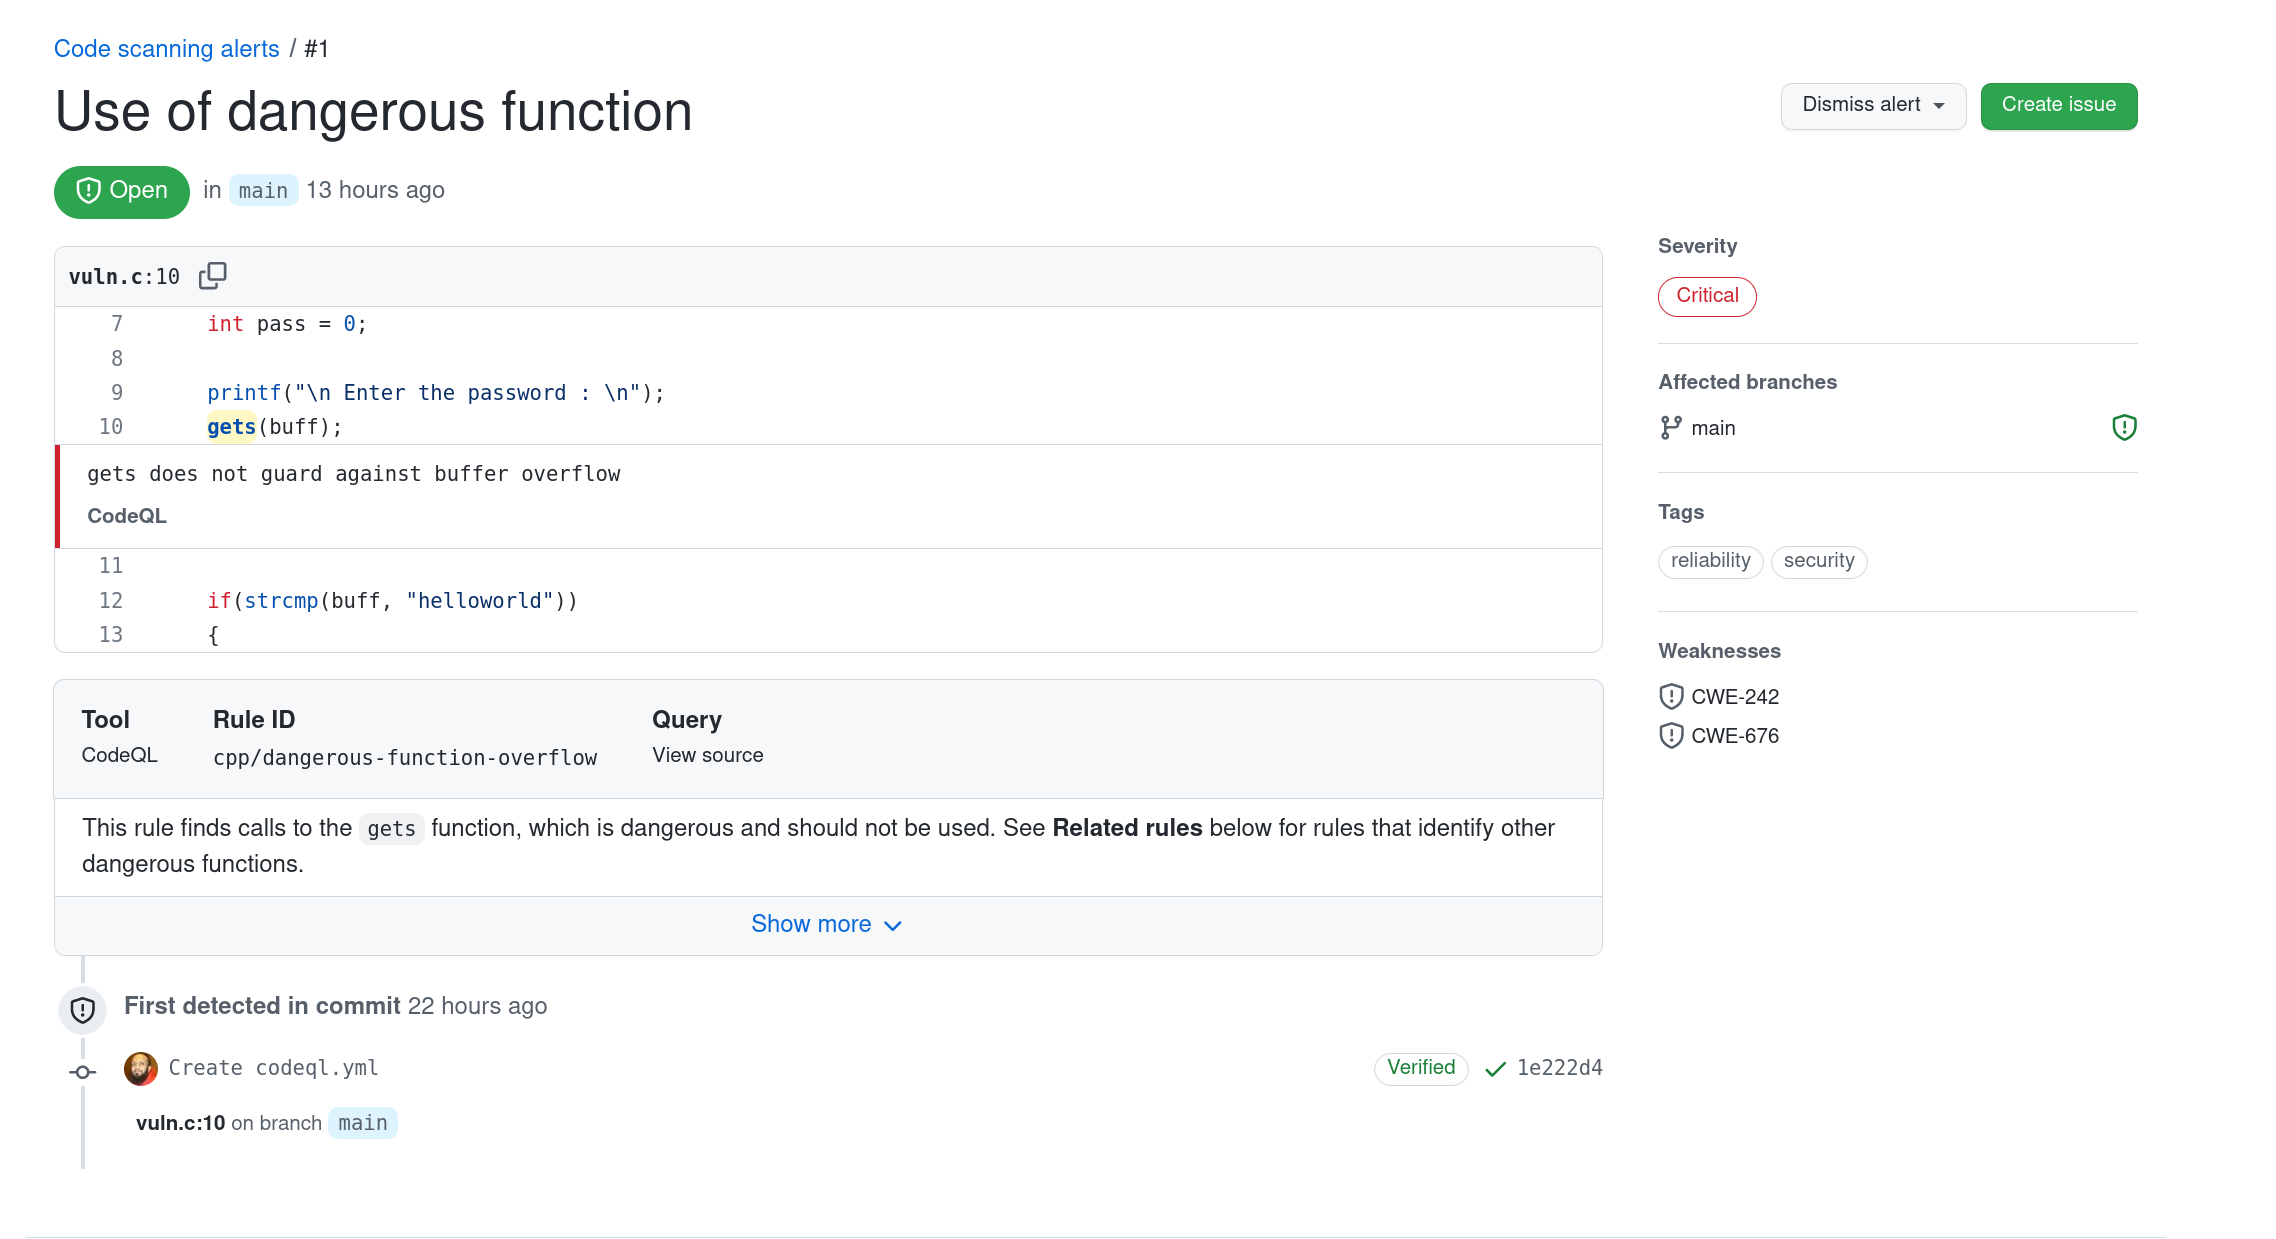 Code scanning alerts / #1
Use of dangerous function
Dismiss alert
Create issue
Open in main 13 hours ago
vuln.c:10
7 int pass = 0;
8
9 printf("\n Enter the password : \n");
10 gets(buff);
gets does not guard against buffer overflow
CodeQL
11
12 if(strcmp(buff, "helloworld"))
13 {
Tool Rule ID Query
CodeQL cpp/dangerous-function-overflow View source
This rule finds calls to the gets function, which is dangerous and should not be used. See Related rules below for rules that identify other
dangerous functions.
Show more
First detected in commit 22 hours ago
Create codeql.yml Verified 1e222d4
vuln.c:10 on branch main
Severity
Critical
Affected branches
main
Tags
reliability security
Weaknesses
CWE-242
CWE-676